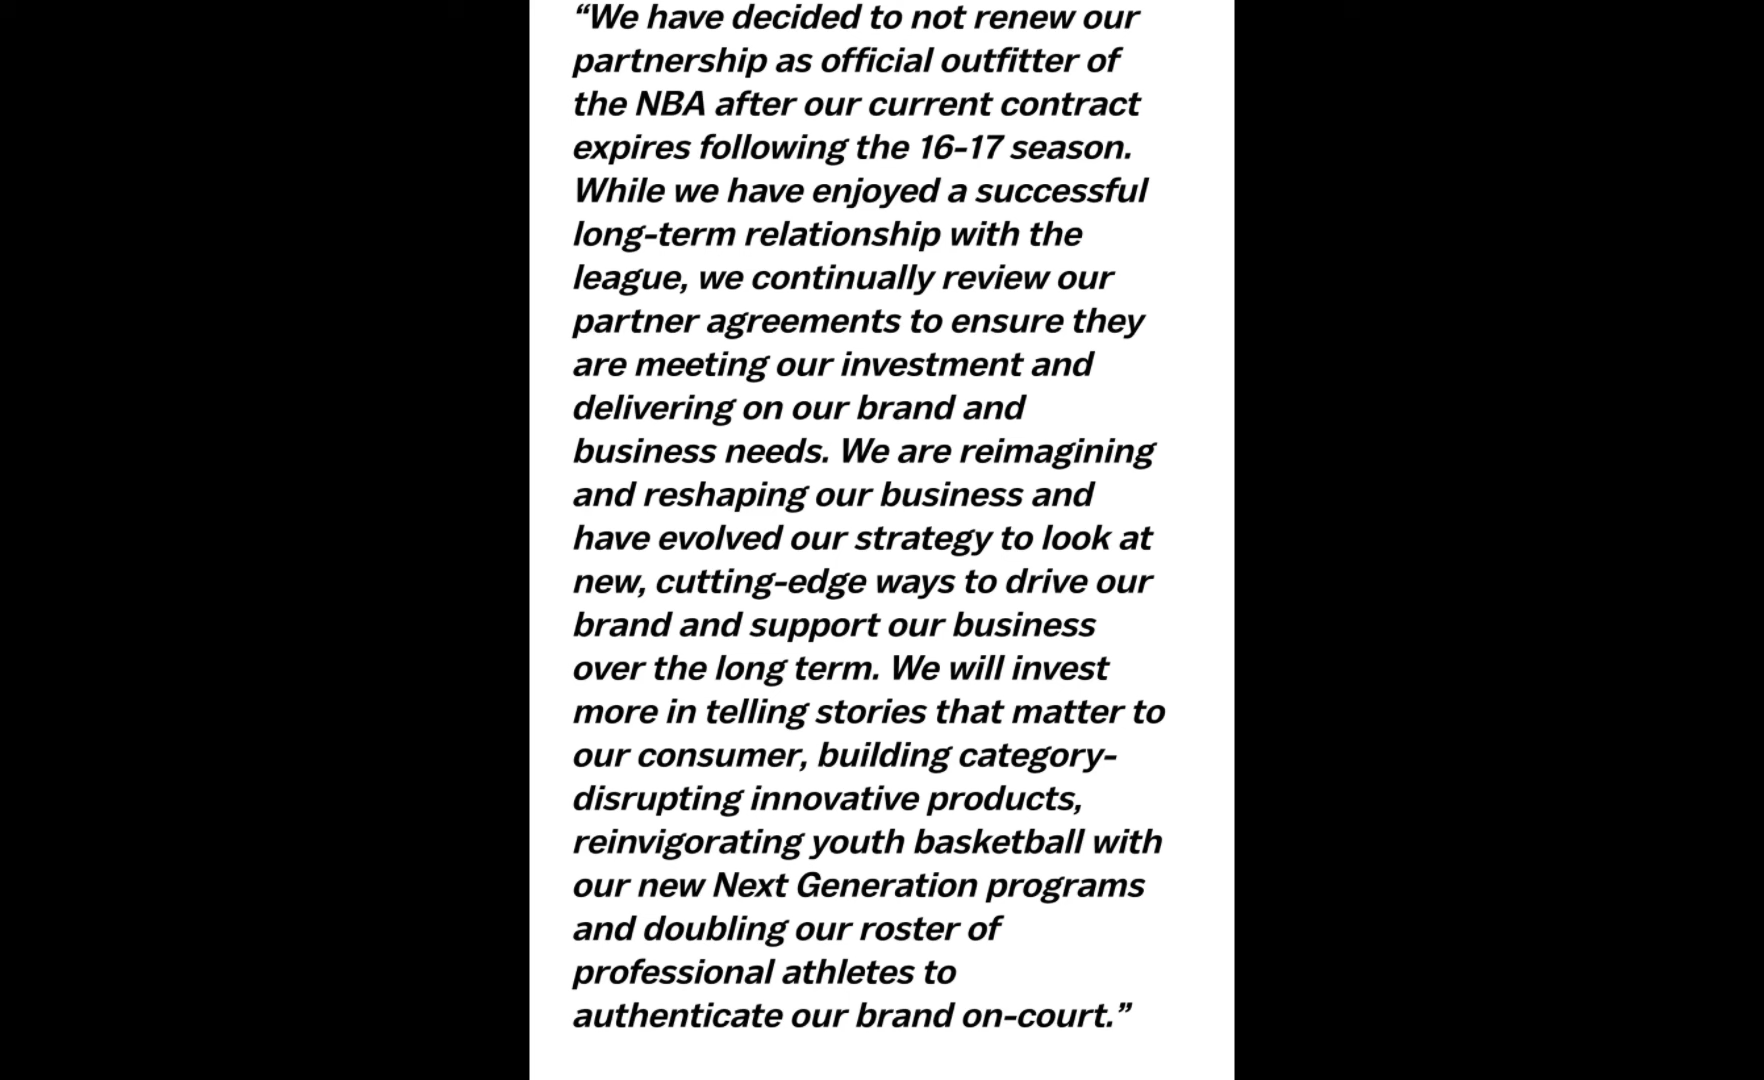 “We have decided to not renew our
partnership as official outfitter of
the NBA after our current contract
expires following the 16-17 season.
While we have enjoyed a successful
long-term relationship with the
league, we continually review our
partner agreements to ensure they
are meeting our investment and
delivering on our brand and
business needs. We are reimagining
and reshaping our business and
have evolved our strategy to look at
new, cutting-edge ways to drive our
brand and support our business
over the long term. We will invest
more in telling stories that matter to
our consumer, building category-
disrupting innovative products,
reinvigorating youth basketball with
our new Next Generation programs
and doubling our roster of
professional athletes to
authenticate our brand on-court.”